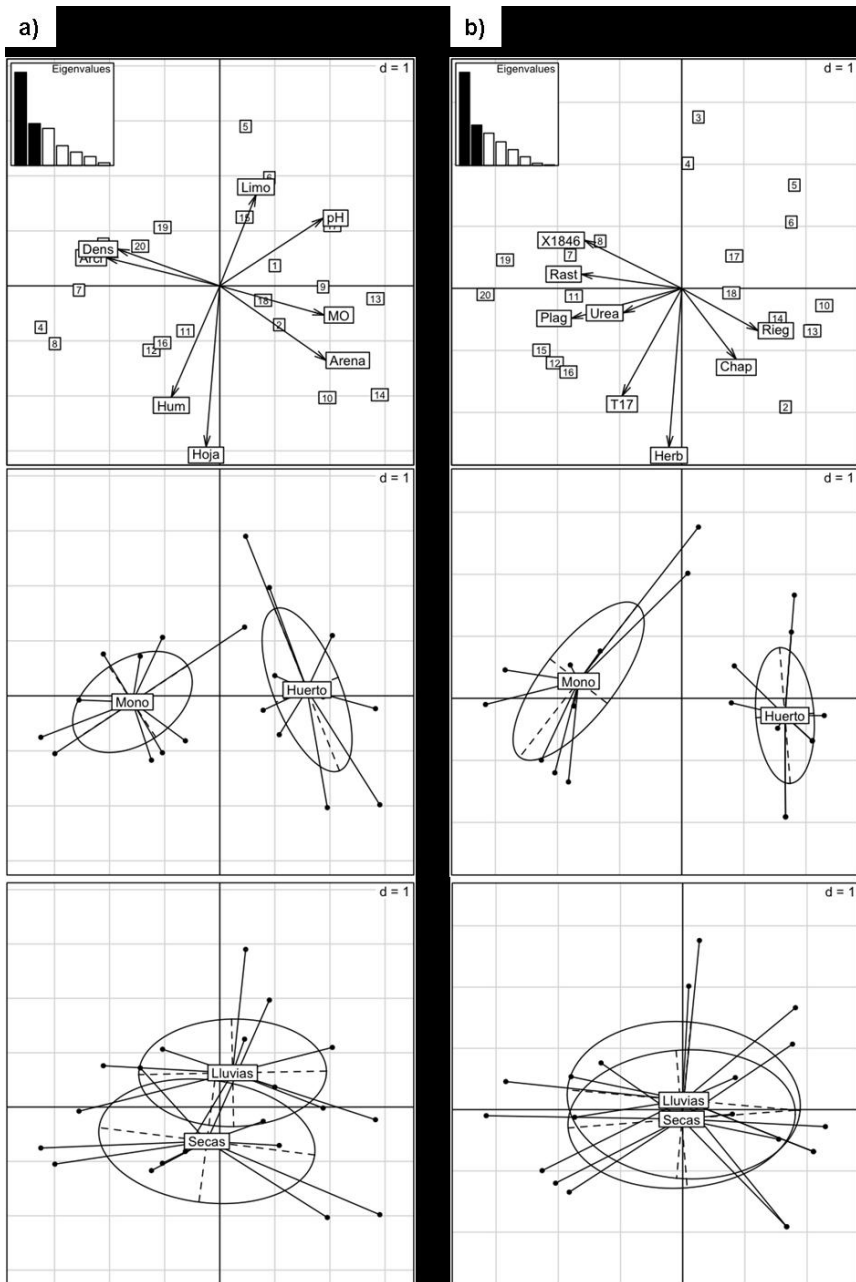 a)
Eigenvalues
d = 1
5
6
Limo
15
pH
19
20
Dens
Arci
1
7
9
18
13
MO
2
4
11
8
16
12
Arena
10
14
Hum
Hoja
d = 1
Mono
Huerto
d = 1
Lluvias
Secas
b)
Eigenvalues
d = 1
3
4
5
6
X1846
8
7
17
19
Rast
20
11
18
10
Plag
Urea
14
Rieg
13
15
12
16
Chap
T17
2
Herb
d = 1
Mono
Huerto
d = 1
Lluvias
Secas